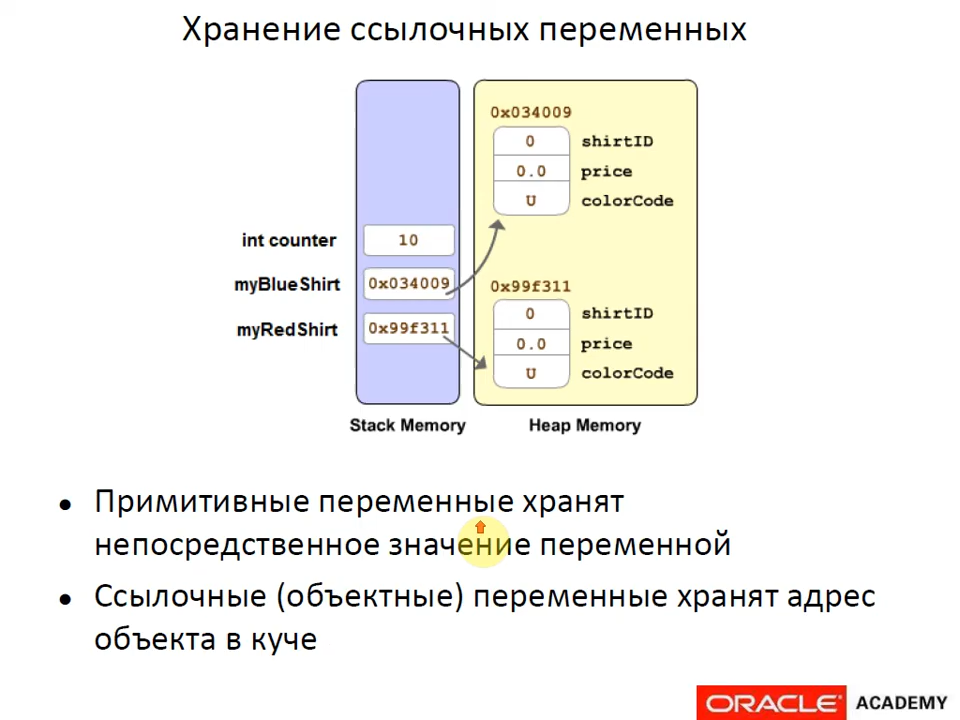 Хранение ссылочных переменных
0x034009
0 shirtID
0.0 price
U colorCode
int counter 10
myBlueShirt 0x034009
0x99f311
myRedShirt 0x99f311
0 shirtID
0.0 price
U colorCode
Stack Memory Heap Memory
● Примитивные переменные хранят
непосредственное значение переменной
● Ссылочные (объектные) переменные хранят адрес
объекта в куче
ORACLE® ACADEMY